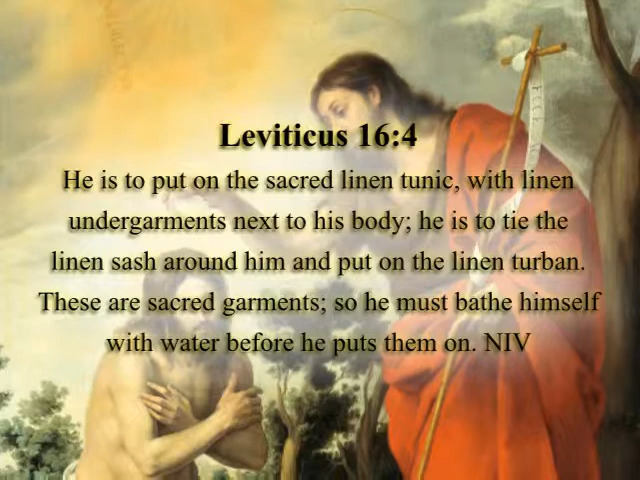 Leviticus 16:4
He is to put on the sacred linen tunic, with linen
undergarments next to his body; he is to tie the
linen sash around him and put on the linen turban.
These are sacred garments; so he must bathe himself
with water before he puts them on. NIV